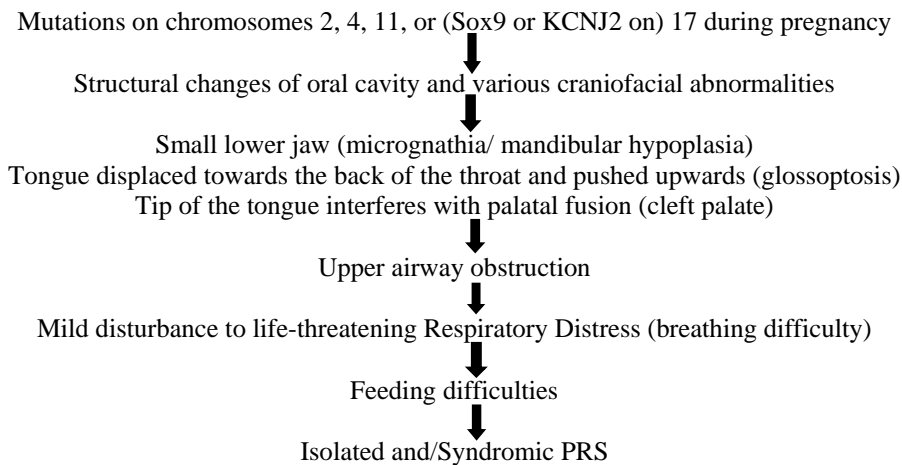 Mutations on chromosomes 2, 4, 11, or (Sox9 or KCNJ2 on) 17 during pregnancy
Structural changes of oral cavity and various craniofacial abnormalities
Small lower jaw (micrognathia/ mandibular hypoplasia)
Tongue displaced towards the back of the throat and pushed upwards (glossoptosis)
Tip of the tongue interferes with palatal fusion (cleft palate)
Upper airway obstruction
Mild disturbance to life-threatening Respiratory Distress (breathing difficulty)
Feeding difficulties
Isolated and/Syndromic PRS